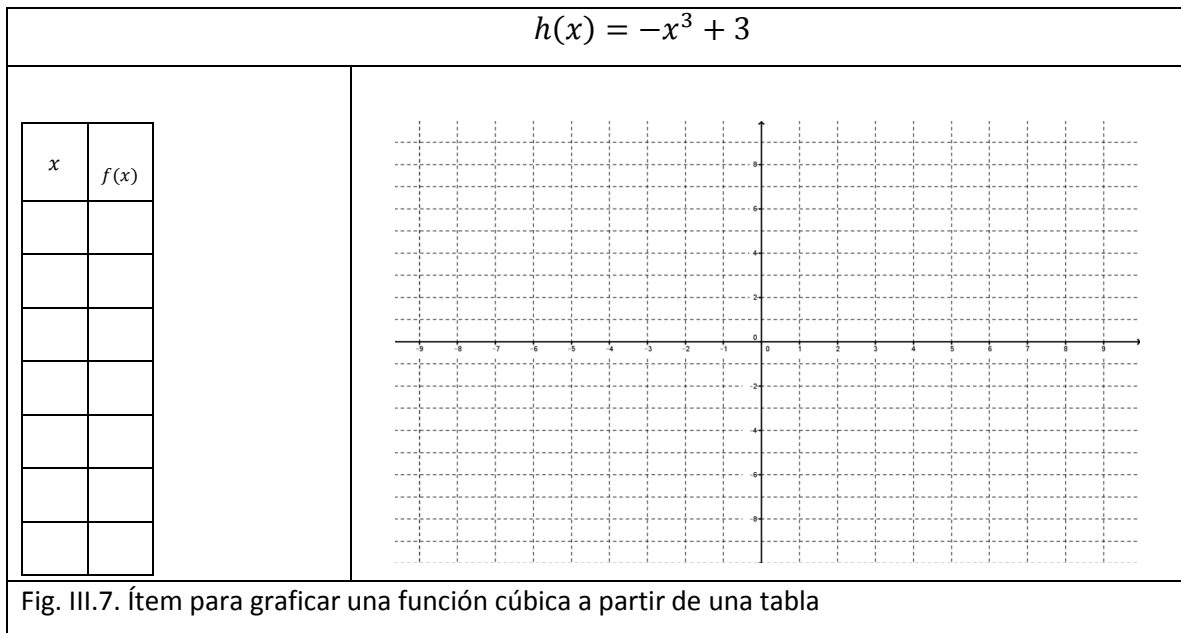 h(x) = −x³ + 3
x f(x)
8
6
4
2
0
-9 -8 -7 -6 -5 -4 -3 -2 -1 0 1 2 3 4 5 6 7 8 9
-2
-4
-6
-8
Fig. III.7. Ítem para graficar una función cúbica a partir de una tabla